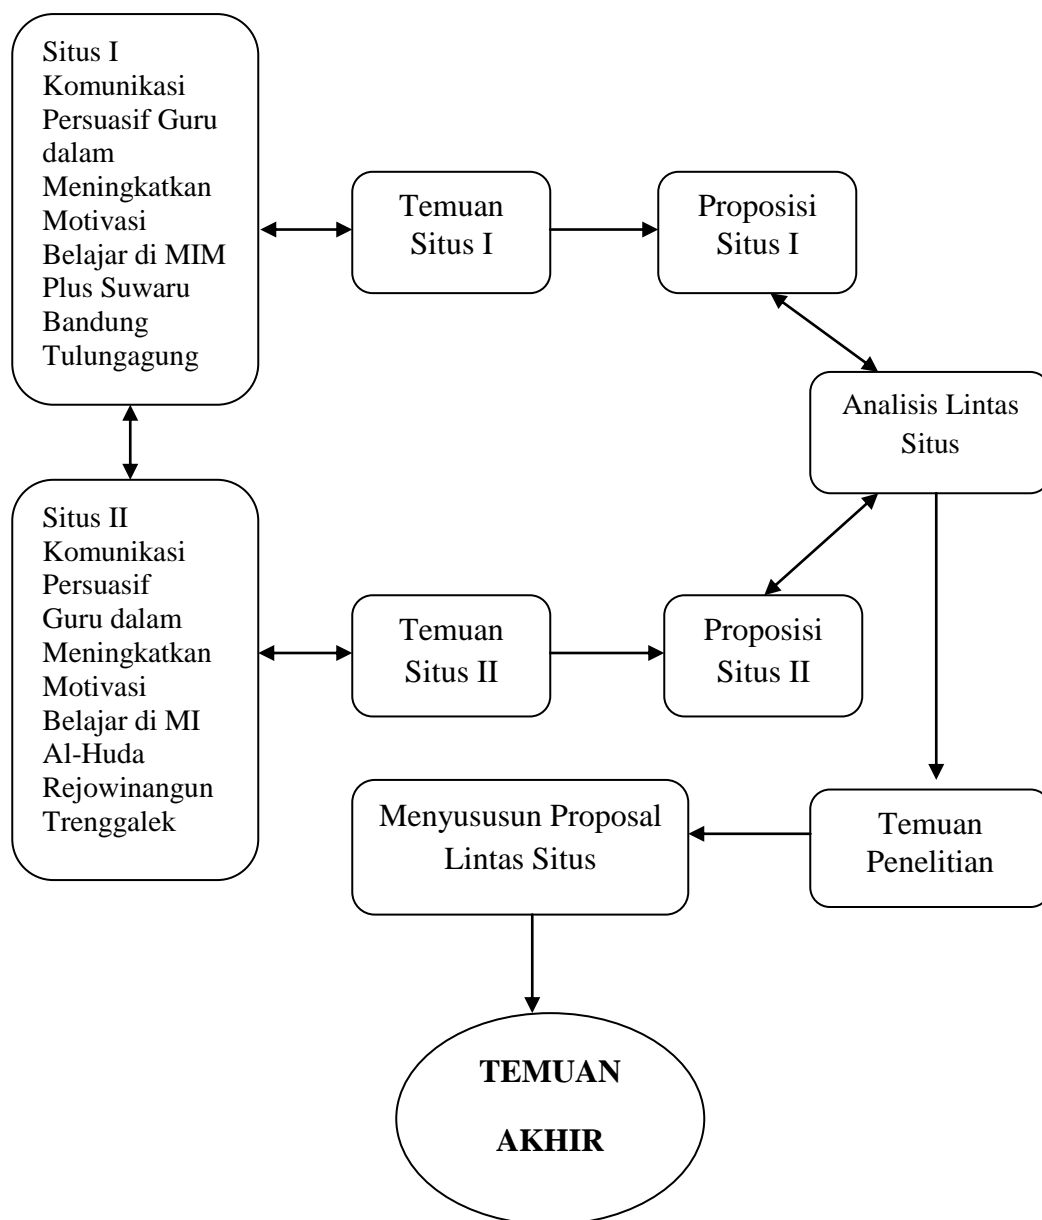 Situs I
Komunikasi
Persuasif Guru
dalam
Meningkatkan
Motivasi
Belajar di MIM
Plus Suwaru
Bandung
Tulungagung
Temuan
Situs I
Proposisi
Situs I
Analisis Lintas
Situs
Situs II
Komunikasi
Persuasif
Guru dalam
Meningkatkan
Motivasi
Belajar di MI
Al-Huda
Rejowinangun
Trenggalek
Temuan
Situs II
Proposisi
Situs II
Menyususun Proposal
Lintas Situs
Temuan
Penelitian
TEMUAN
AKHIR